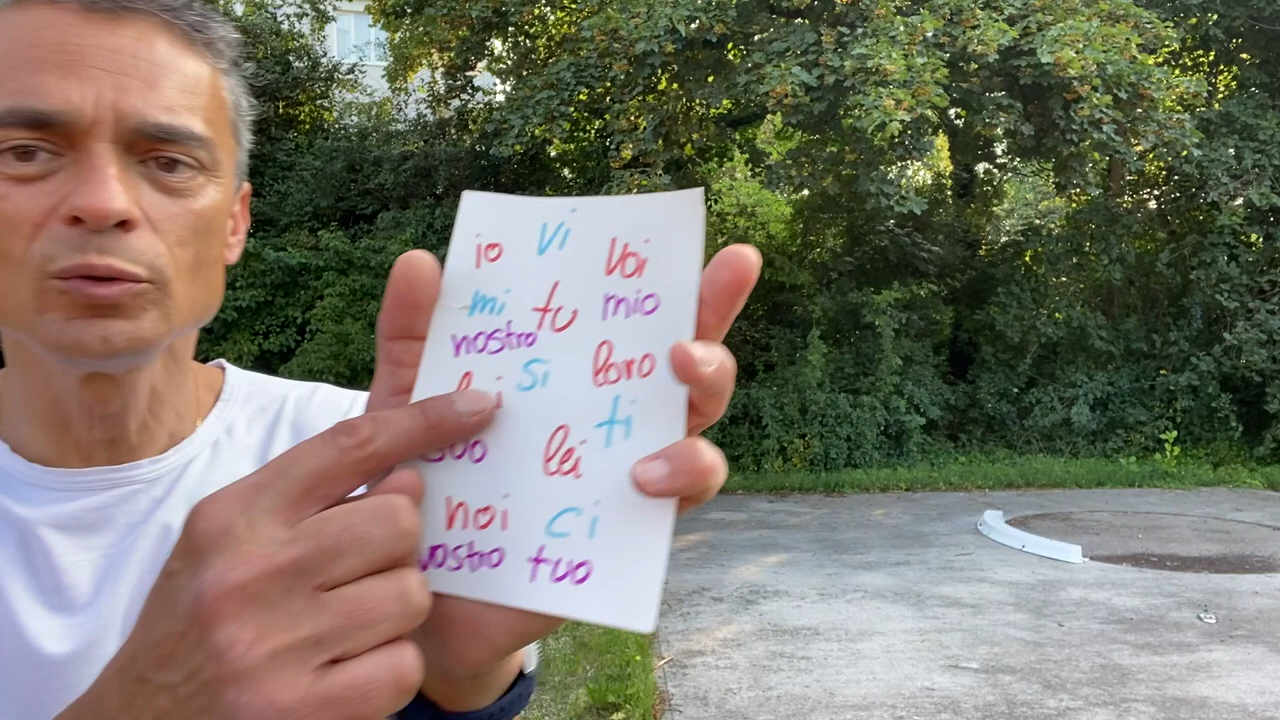 io vi voi
mi tu mio
nostro
si loro
ti
lei
noi ci
vostro tuo